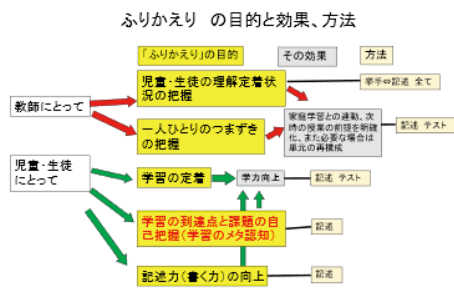 ふりかえり　の目的と効果、方法
「ふりかえり」の目的
その効果
方法
児童・生徒の理解定着状
況の把握
挙手⇔記述 全て
教師にとって
一人ひとりのつまずき
の把握
家庭学習との連動、次
時の授業の前提を明確
化、また必要な場合は
単元の再構成
記述 テスト
児童・生徒
にとって
学習の定着
学力向上
記述 テスト
学習の到達点と課題の自
己把握(学習のメタ認知)
記述
記述力(書く力)の向上
記述